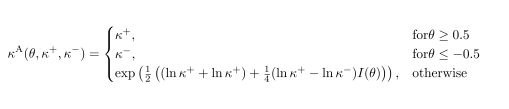 κ^A(θ, κ^+, κ^−) = { κ^+, for θ ≥ 0.5
κ^−, for θ ≤ −0.5
exp ( 1/2 ( (ln κ^+ + ln κ^+) + 1/4 (ln κ^+ − ln κ^−)I(θ) ) ) ), otherwise